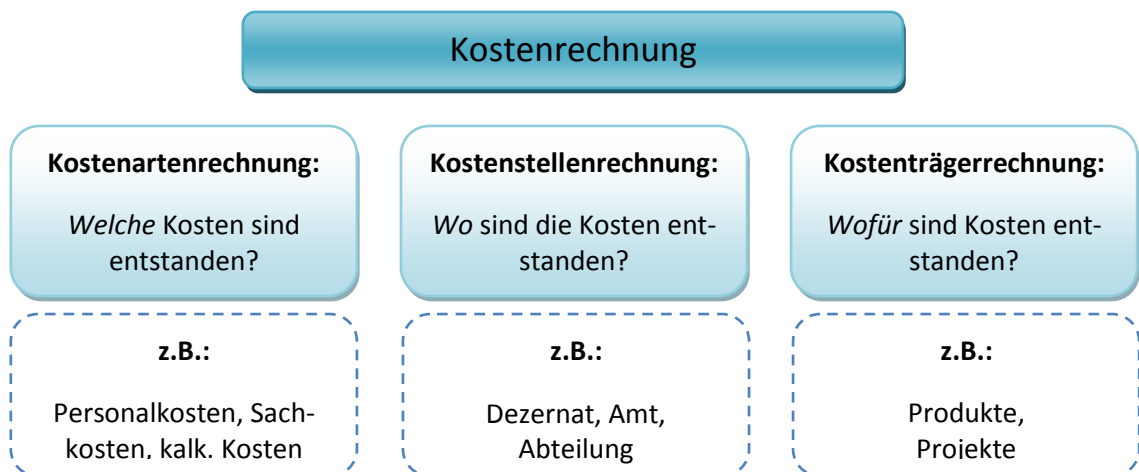 Kostenrechnung
Kostenartenrechnung:
Welche Kosten sind
entstanden?
Kostenstellenrechnung:
Wo sind die Kosten ent-
standen?
Kostenträgerrechnung:
Wofür sind Kosten ent-
standen?
z.B.:
Personalkosten, Sach-
kosten, kalk. Kosten
z.B.:
Dezernat, Amt,
Abteilung
z.B.:
Produkte,
Projekte